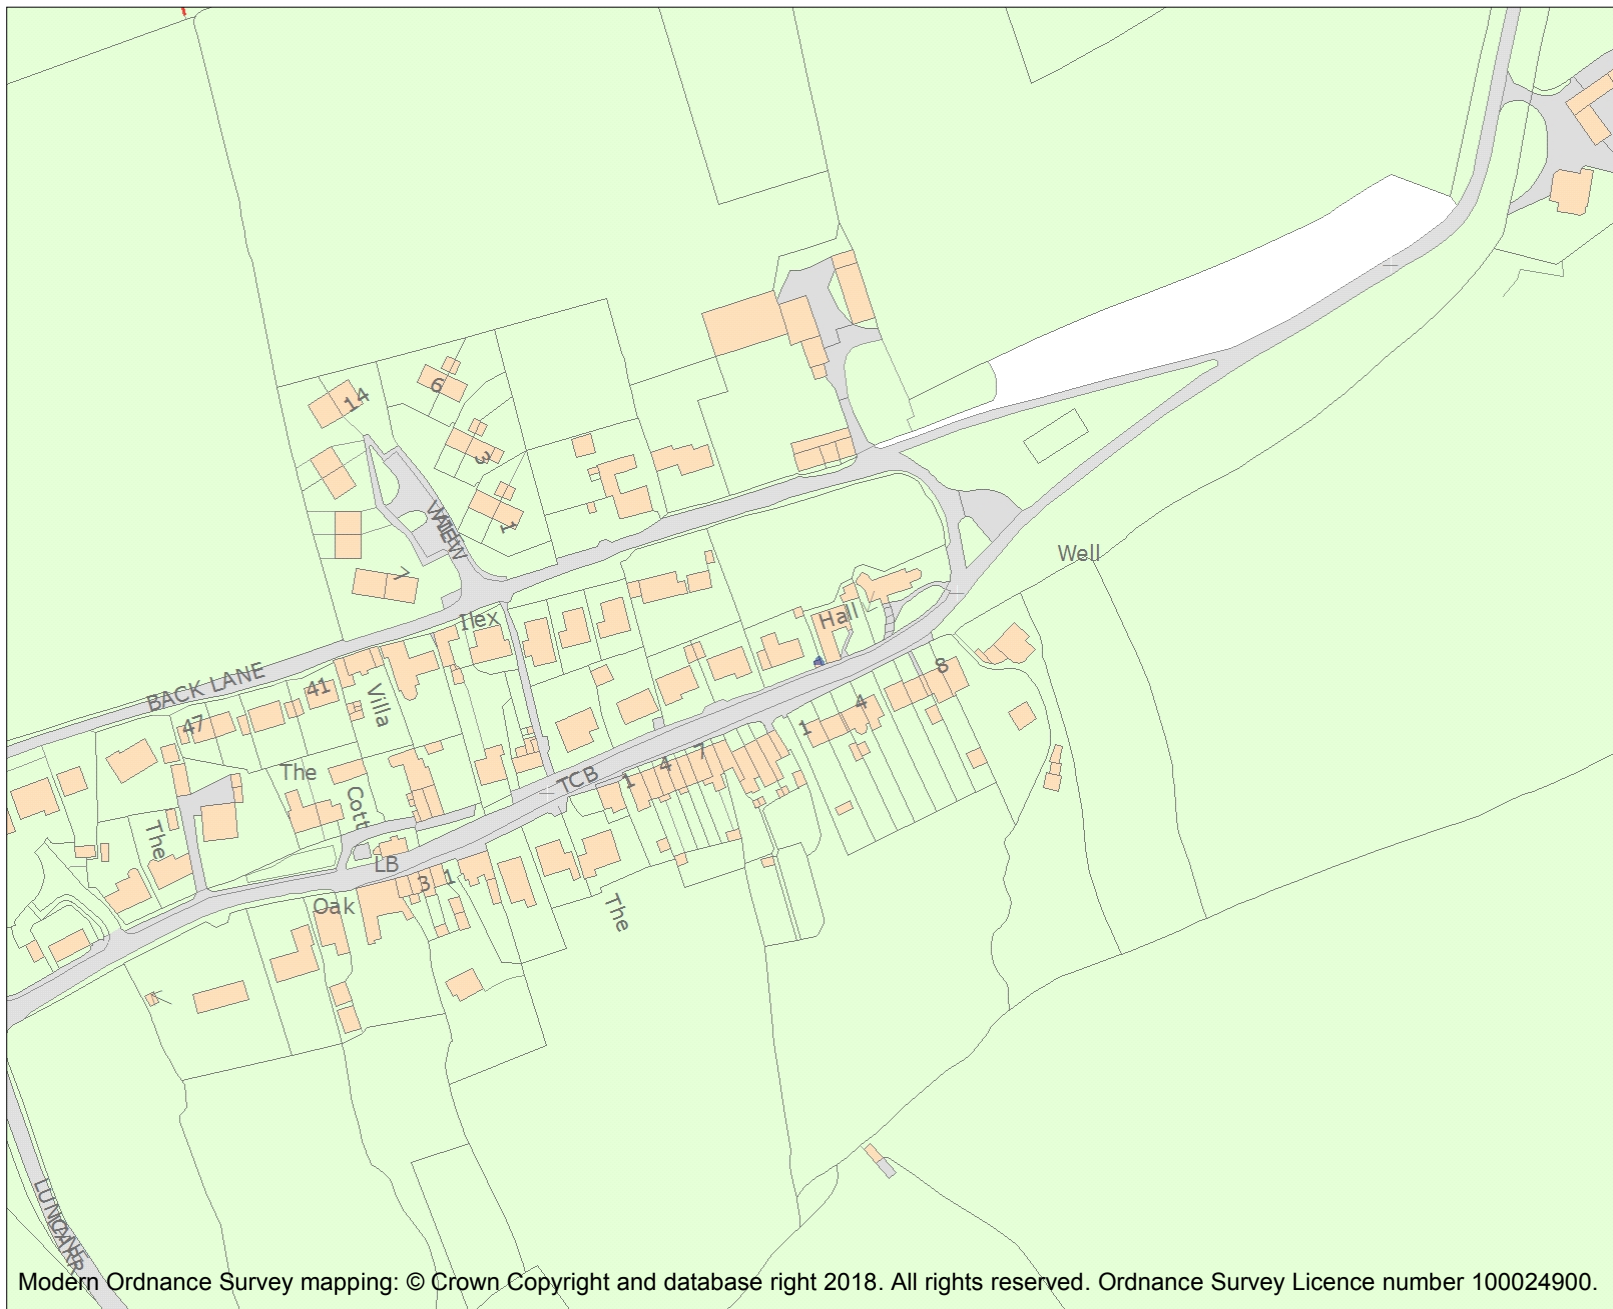 14
6
3
1
VIEW
7
Well
Ilex
Hall
BACK LANE
41
Villa
47
8
4
1
The
7
4
1
TCB
Cott
The
LB
3
1
Oak
The
LANE
Modern Ordnance Survey mapping: © Crown Copyright and database right 2018. All rights reserved. Ordnance Survey Licence number 100024900.